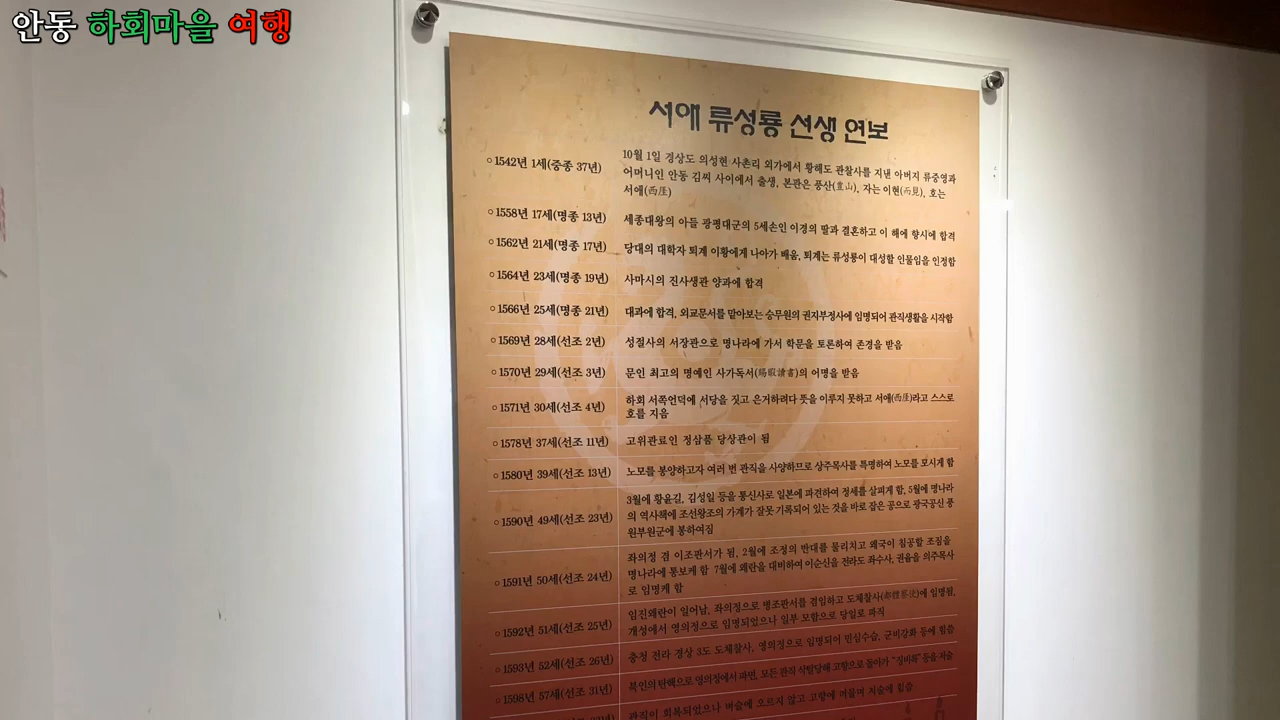 안동 하회마을 여행
서애 류성룡 선생 연보
○ 1542년 1세(중종 37년) 10월 1일 경상도 의성현 사촌리 외가에서 황해도 관찰사를 지낸 아버지 류중영과
어머니인 안동 김씨 사이에서 출생, 본관은 풍산(豊山), 자는 이현(而見), 호는
서애(西厓)
○ 1558년 17세(명종 13년) 세종대왕의 아들 광평대군의 5세손인 이경의 딸과 결혼하고 이 해에 향시에 합격
○ 1562년 21세(명종 17년) 당대의 대학자 퇴계 이황에게 나아가 배움, 퇴계는 류성룡이 대성할 인물임을 인정함
○ 1564년 23세(명종 19년) 사마시의 진사생관 양과에 합격
○ 1566년 25세(명종 21년) 대과에 합격, 외교문서를 맡아보는 승무원의 권지부정사에 임명되어 관직생활을 시작함
○ 1569년 28세(선조 2년) 성절사의 서장관으로 명나라에 가서 학문을 토론하여 존경을 받음
○ 1570년 29세(선조 3년) 문인 최고의 명예인 사가독서(賜暇讀書)의 어명을 받음
○ 1571년 30세(선조 4년) 하회 서쪽언덕에 서당을 짓고 은거하려다 뜻을 이루지 못하고 서애(西厓)라고 스스로
호를 지음
○ 1578년 37세(선조 11년) 고위관료인 정삼품 당상관이 됨
○ 1580년 39세(선조 13년) 노모를 봉양하고자 여러 번 관직을 사양하므로 상주목사를 특명하여 노모를 모시게 함
○ 1590년 49세(선조 23년) 3월에 황윤길, 김성일 등을 통신사로 일본에 파견하여 정세를 살피게 함, 5월에 명나라
의 역사책에 조선왕조의 가계가 잘못 기록되어 있는 것을 바로 잡은 공으로 광국공신 풍
원부원군에 봉하여짐
○ 1591년 50세(선조 24년) 좌의정 겸 이조판서가 됨, 2월에 조정의 반대를 물리치고 왜국이 침공할 조짐을
명나라에 통보케 함 7월에 왜란을 대비하여 이순신을 전라도 좌수사, 권율을 의주목사
로 임명케 함
○ 1592년 51세(선조 25년) 임진왜란이 일어남, 좌의정으로 병조판서를 겸임하고 도체찰사에 임명됨,
개성에서 영의정으로 임명되었으나 일부 모함으로 당일로 파직
○ 1593년 52세(선조 26년) 충청 전라 경상 3도 도체찰사, 영의정으로 임명되어 민심수습, 군비강화 등에 힘씀
○ 1598년 57세(선조 31년) 북인의 탄핵으로 영의정에서 파면, 모든 관직 삭탈당해 고향으로 돌아가 "징비록" 등을 저술
관직이 회복되었으나 벼슬에 오르지 않고 고향에 머물며 저술에 힘씀